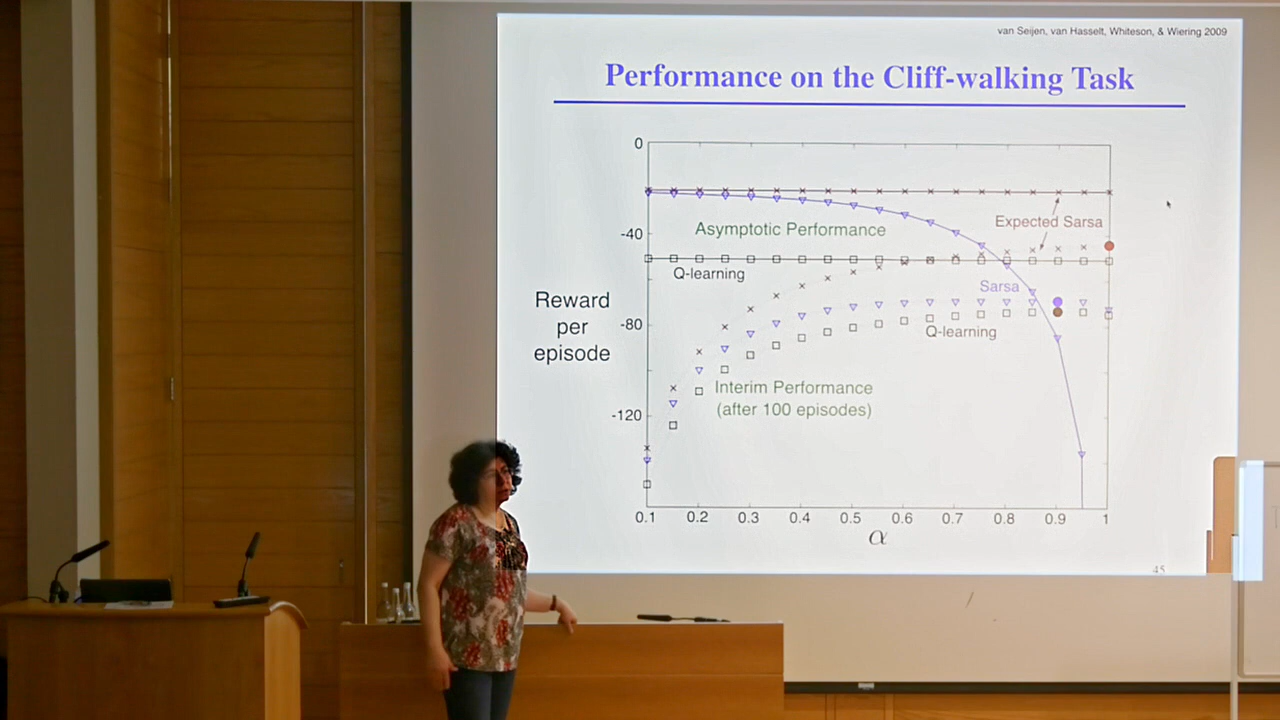 van Seijen, van Hasselt, Whiteson, & Wiering 2009
Performance on the Cliff-walking Task
0
-40
-80
-120
Reward
per
episode
Expected Sarsa
Asymptotic Performance
Q-learning
Sarsa
Q-learning
Interim Performance
(after 100 episodes)
0.1 0.2 0.3 0.4 0.5 0.6 0.7 0.8 0.9 1
α
45